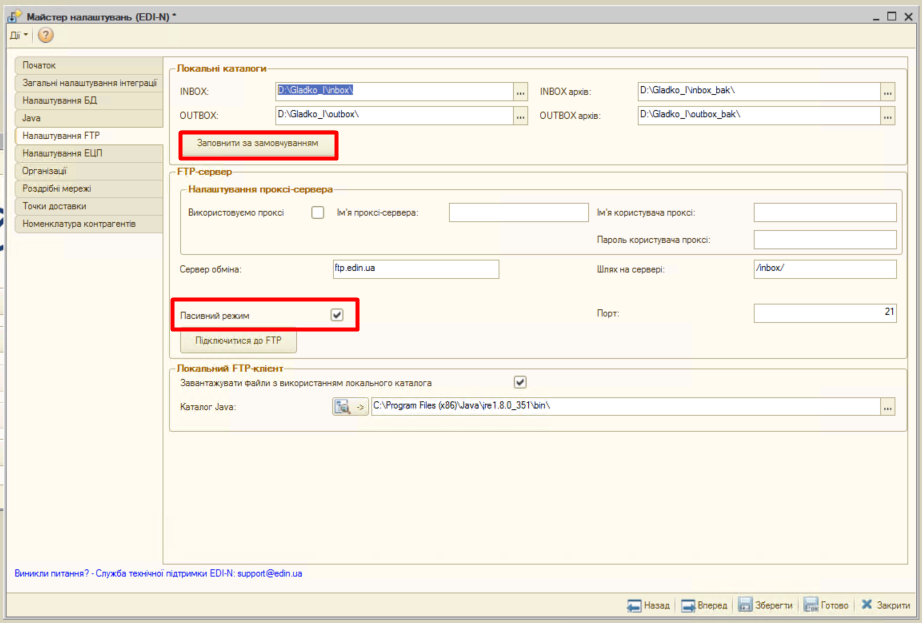 Майстер налаштувань (EDI-N) *
Дії
Початок
Загальні налаштування інтеграції
Налаштування БД
Java
Налаштування FTP
Налаштування ЕЦП
Організації
Роздрібні мережі
Точки доставки
Номенклатура контрагентів
Локальні каталоги
INBOX: D:\Gladko_I\inbox\ ... INBOX архів: D:\Gladko_I\inbox_bak\ ...
OUTBOX: D:\Gladko_I\outbox\ ... OUTBOX архів: D:\Gladko_I\outbox_bak\ ...
Заповнити за замовчуванням
FTP-сервер
Налаштування проксі-сервера
Використовуємо проксі Ім'я проксі-сервера: Ім'я користувача проксі:
Пароль користувача проксі:
Сервер обміна: ftp.edin.ua Шлях на сервері: /inbox/
Пасивний режим Порт: 21
Підключитися до FTP
Локальний FTP-клієнт
Завантажувати файли з використанням локального каталога
Каталог Java: -> C:\Program Files (x86)\Java\jre1.8.0_351\bin\ ...
Виникли питання? - Служба технічної підтримки EDI-N: support@edin.ua
Назад Вперед Зберегти Готово Закрити